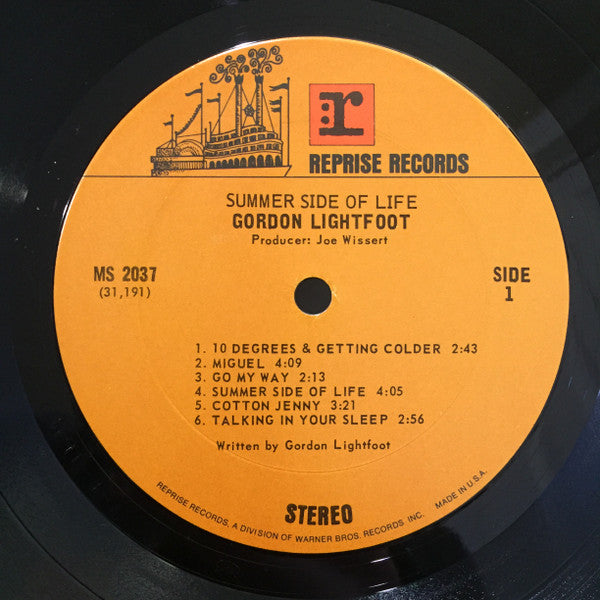 :r
REPRISE RECORDS
SUMMER SIDE OF LIFE
GORDON LIGHTFOOT
Producer: Joe Wissert
MS 2037
(31,191)
SIDE
1
1. 10 DEGREES & GETTING COLDER 2:43
2. MIGUEL 4:09
3. GO MY WAY 2:13
4. SUMMER SIDE OF LIFE 4:05
5. COTTON JENNY 3:21
6. TALKING IN YOUR SLEEP 2:56
Written by Gordon Lightfoot
STEREO
REPRISE RECORDS, A DIVISION OF WARNER BROS. RECORDS INC. MADE IN U.S.A.